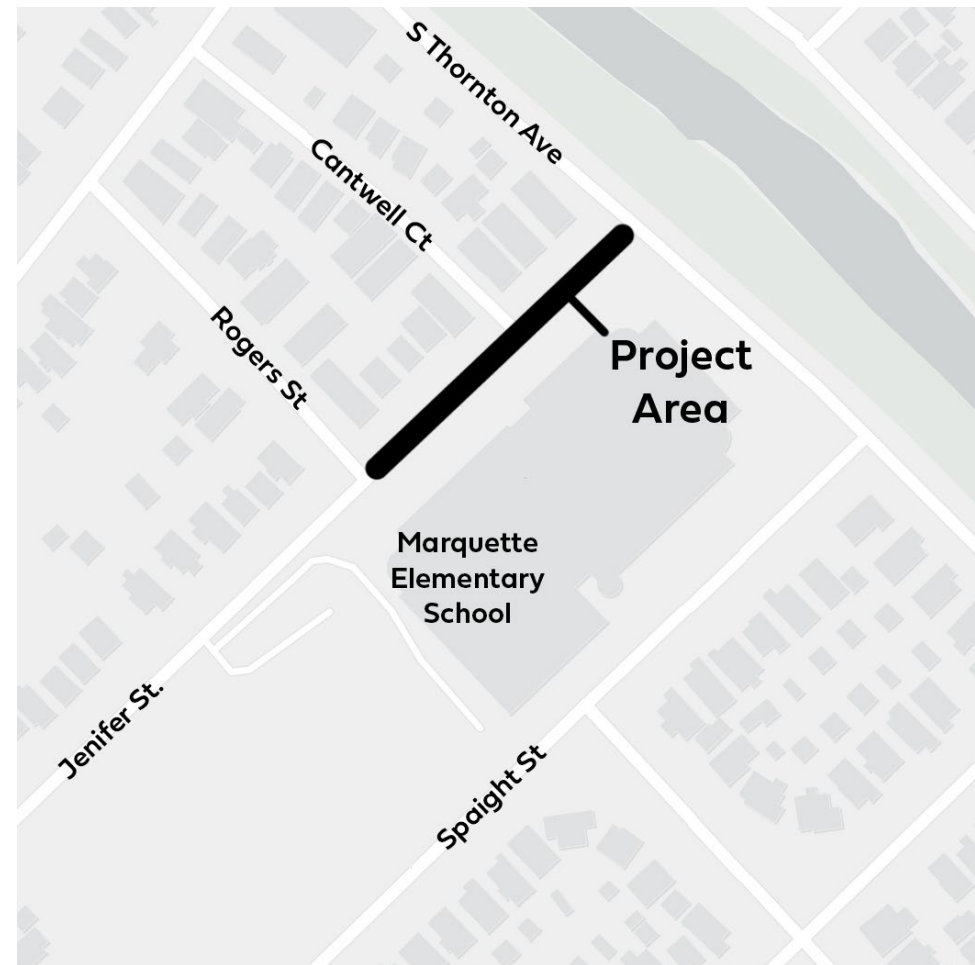 S Thornton Ave
Cantwell Ct
Rogers St
Project
Area
Marquette
Elementary
School
Jenifer St.
Spaight St